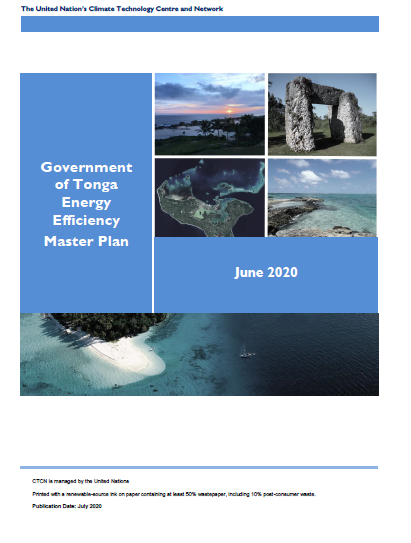 The United Nation's Climate Technology Centre and Network
Government
of Tonga
Energy
Efficiency
Master Plan
June 2020
CTCN is managed by the United Nations
Printed with a renewable-source ink on paper containing at least 50% wastepaper, including 10% post-consumer waste.
Publication Date: July 2020